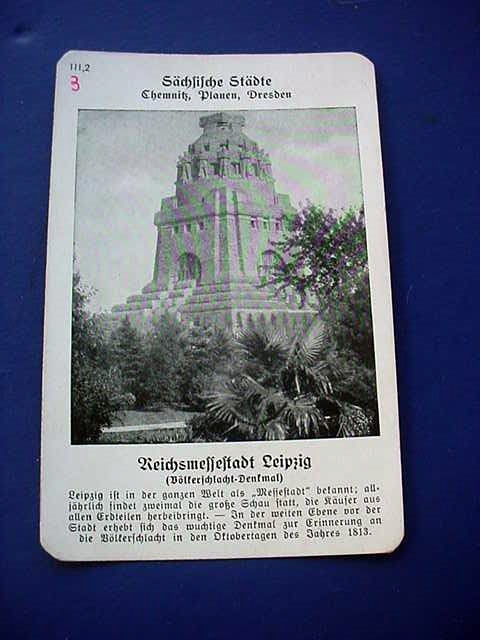 III,2
3
Sächsische Städte
Chemnitz, Plauen, Dresden
Reichsmessestadt Leipzig
(Völkerschlacht-Denkmal)
Leipzig ist in der ganzen Welt als „Messestadt“ bekannt; all-
jährlich findet zweimal die große Schau statt, die Käufer aus
allen Erdteilen herbeibringt. — In der weiten Ebene vor der
Stadt erhebt sich das wuchtige Denkmal zur Erinnerung an
die Völkerschlacht in den Oktobertagen des Jahres 1813.